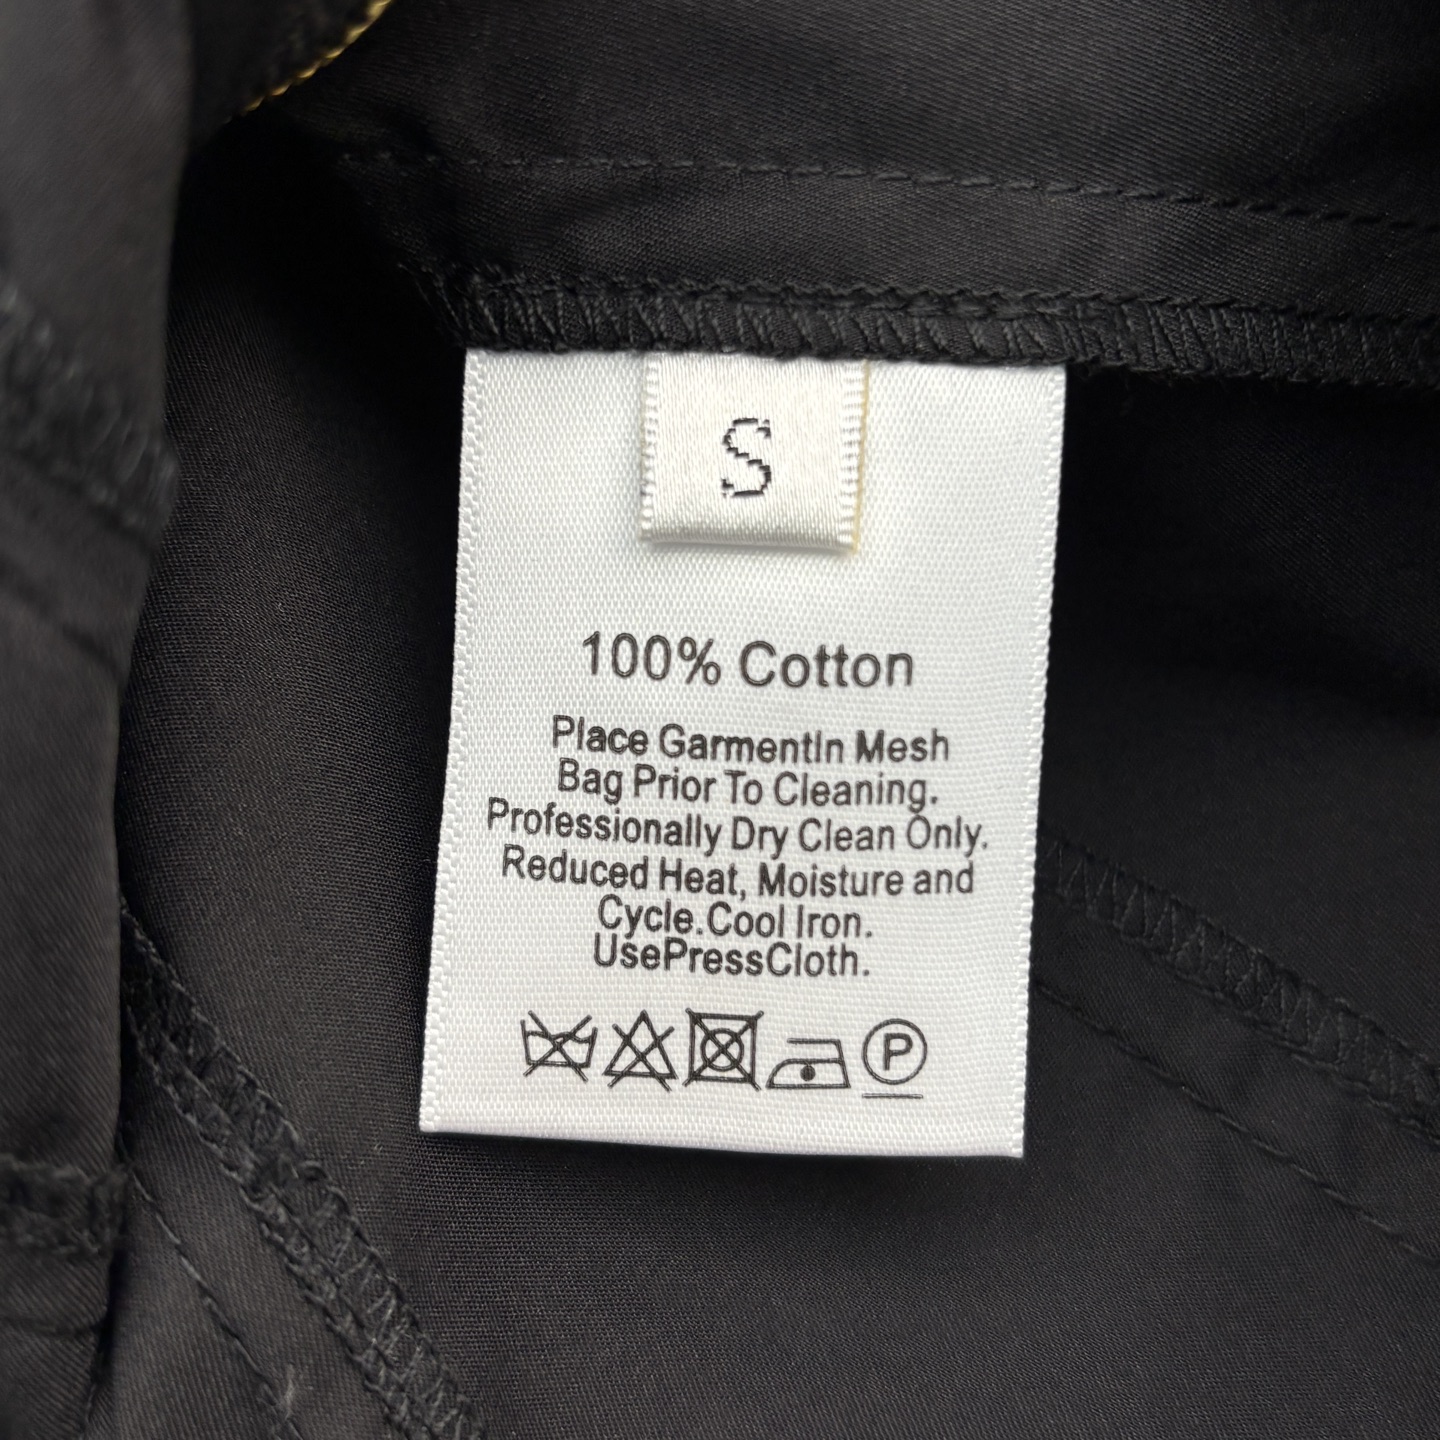 S
100% Cotton
Place GarmentIn Mesh
Bag Prior To Cleaning.
Professionally Dry Clean Only.
Reduced Heat, Moisture and
Cycle.Cool Iron.
UsePressCloth.
P